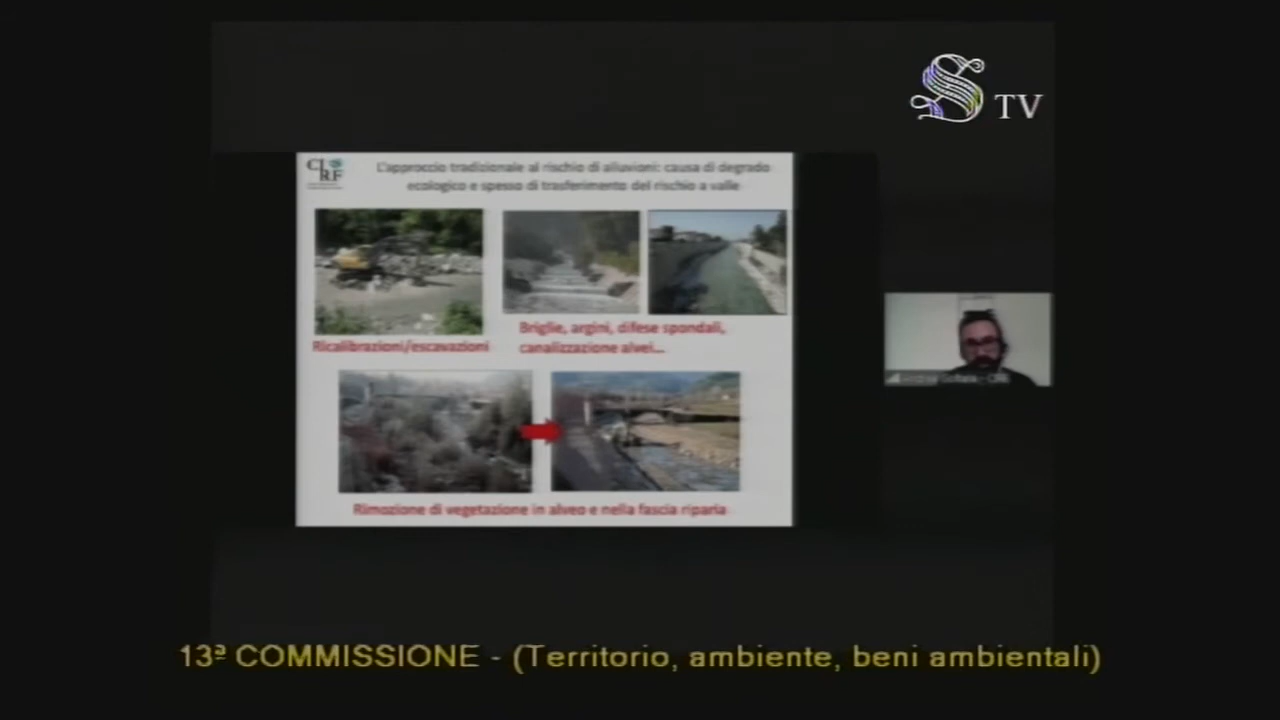 S TV
CIRF
L'approccio tradizionale al rischio di alluvioni: causa di degrado
ecologico e spesso di trasferimento del rischio a valle
Ricalibrazioni/escavazioni
Briglie, argini, difese spondali,
canalizzazione alvei...
Rimozione di vegetazione in alveo e nella fascia riparia
13ª COMMISSIONE - (Territorio, ambiente, beni ambientali)